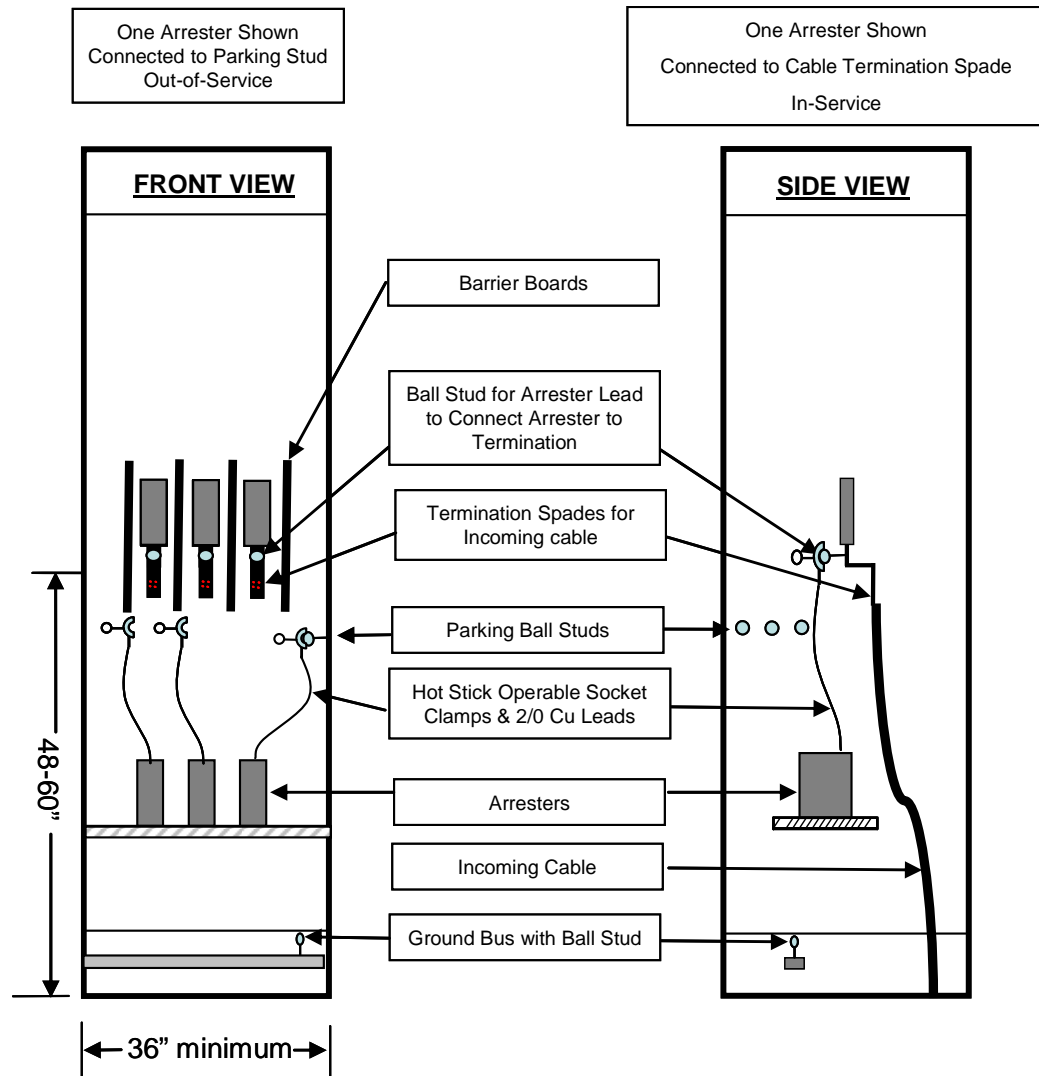 One Arrester Shown
Connected to Parking Stud
Out-of-Service
One Arrester Shown
Connected to Cable Termination Spade
In-Service
FRONT VIEW
SIDE VIEW
Barrier Boards
Ball Stud for Arrester Lead
to Connect Arrester to
Termination
Termination Spades for
Incoming cable
Parking Ball Studs
Hot Stick Operable Socket
Clamps & 2/0 Cu Leads
48-60”
Arresters
Incoming Cable
Ground Bus with Ball Stud
36” minimum